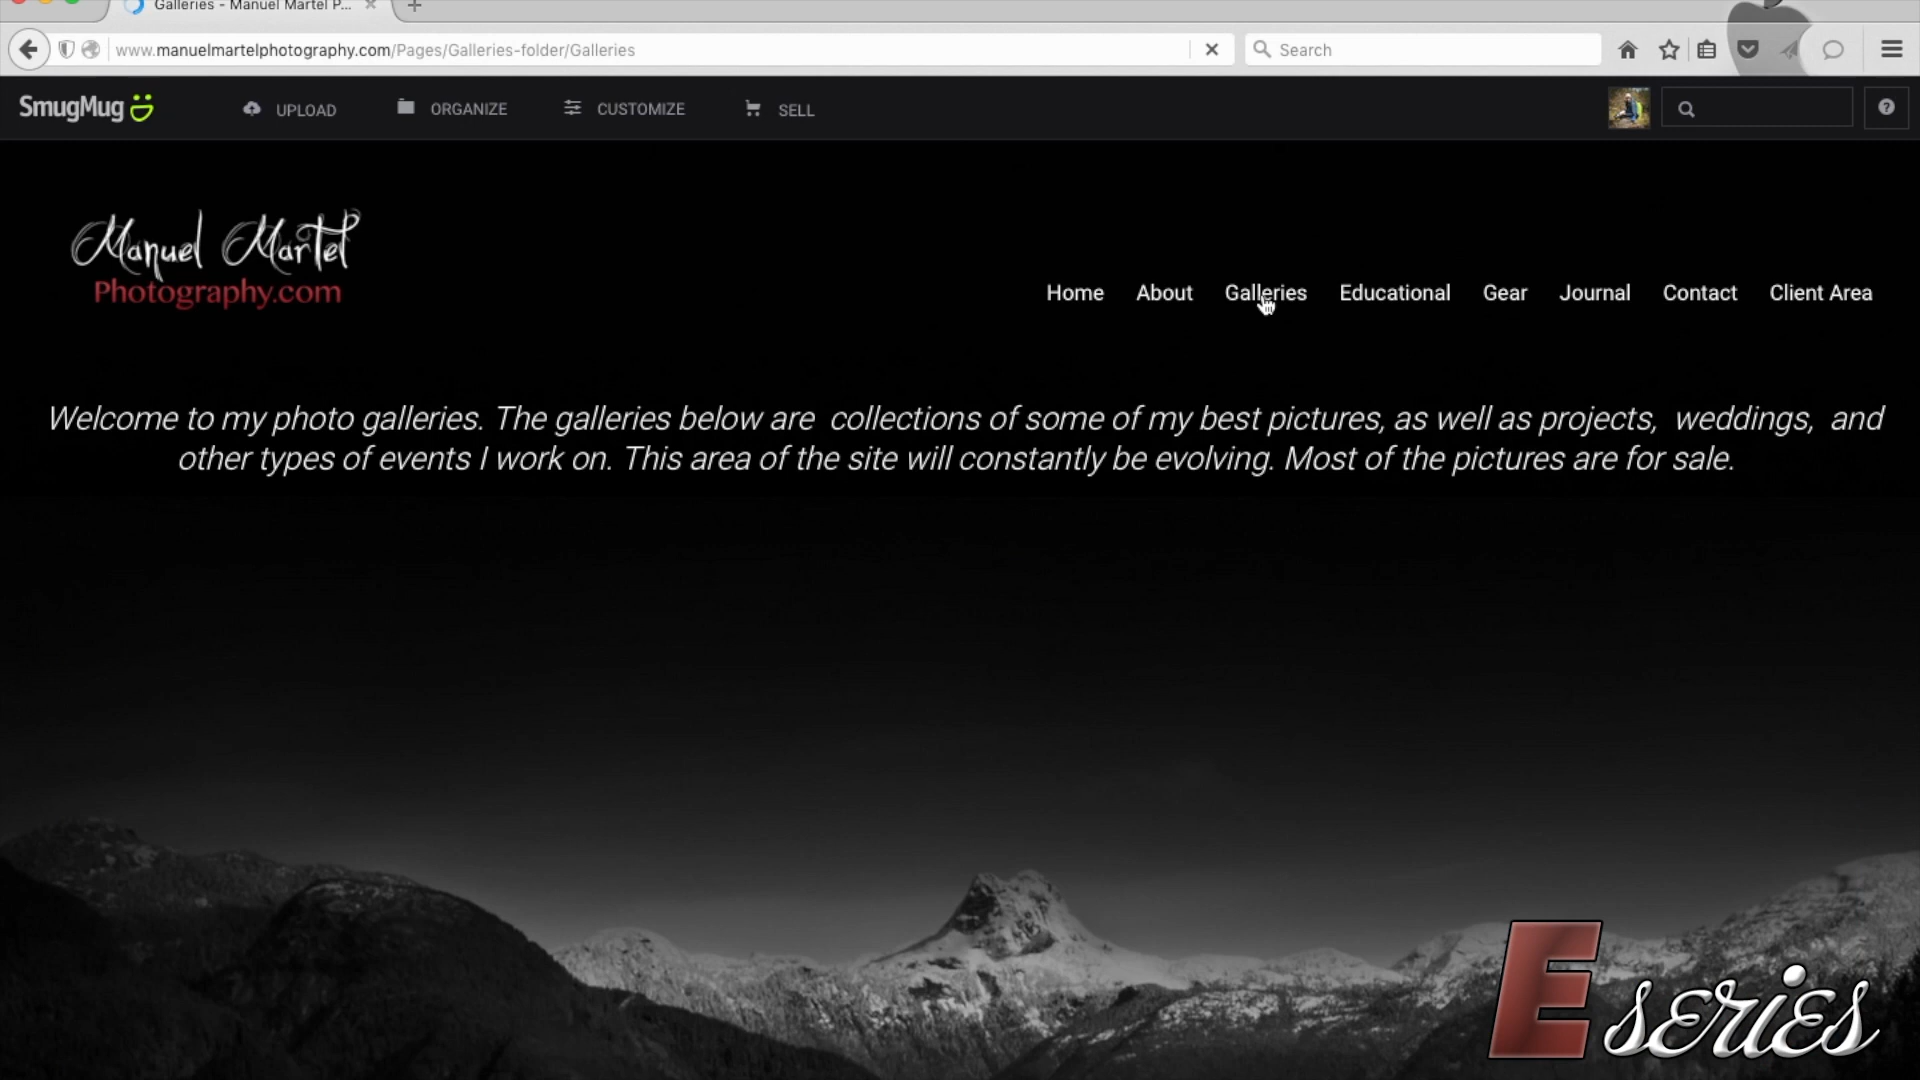 Galleries - Manuel Martel P...
www.manuelmartelphotography.com/Pages/Galleries-folder/Galleries
Search
SmugMug
UPLOAD
ORGANIZE
CUSTOMIZE
SELL
Manuel Martel
Photography.com
Home
About
Galleries
Educational
Gear
Journal
Contact
Client Area
Welcome to my photo galleries. The galleries below are collections of some of my best pictures, as well as projects, weddings, and
other types of events I work on. This area of the site will constantly be evolving. Most of the pictures are for sale.
E series